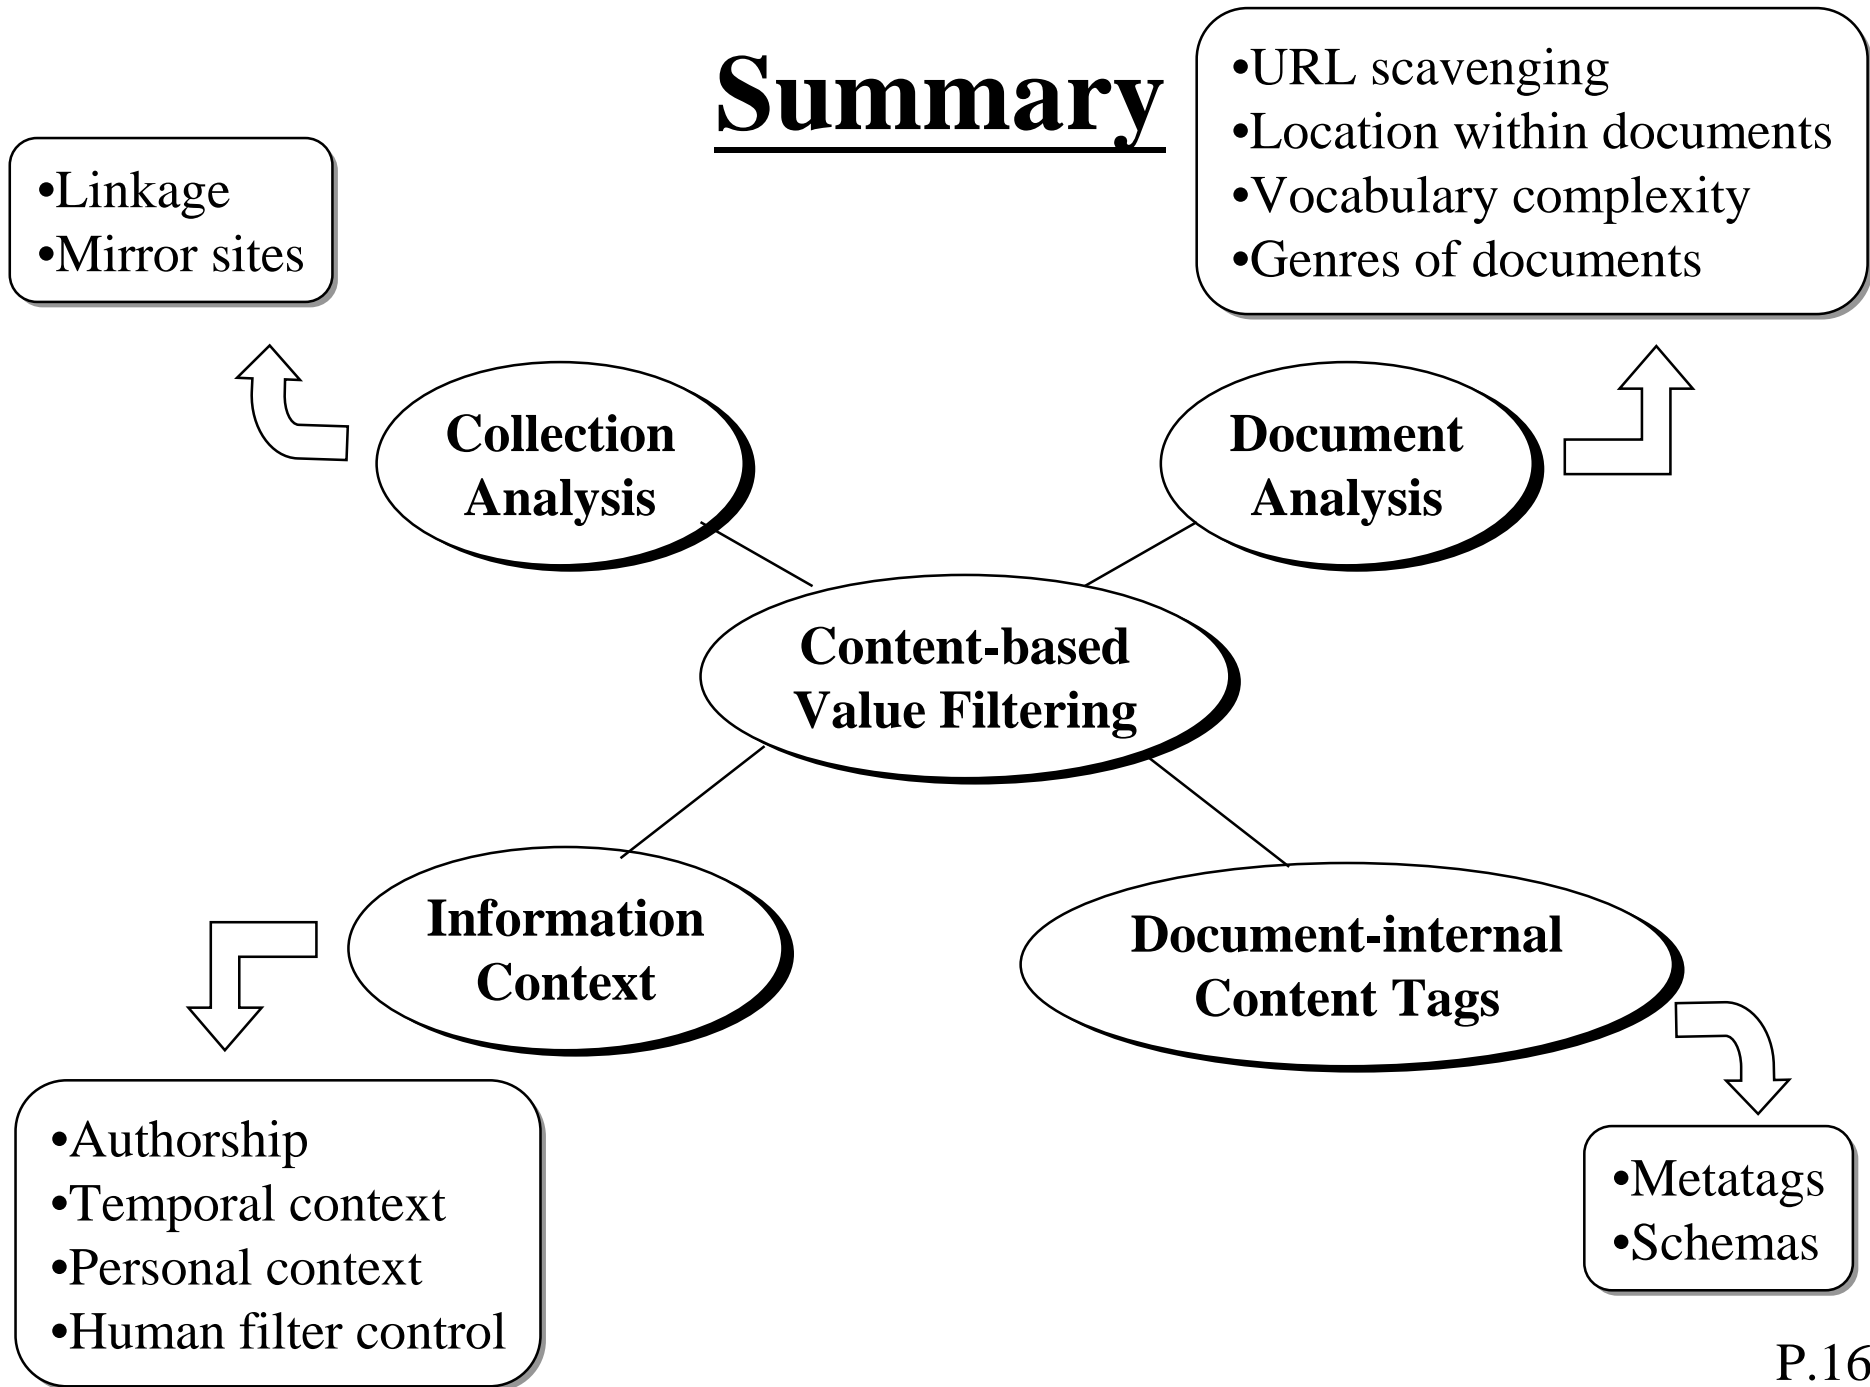 Summary
•URL scavenging
•Location within documents
•Vocabulary complexity
•Genres of documents
•Linkage
•Mirror sites
Collection
Analysis
Document
Analysis
Content-based
Value Filtering
Information
Context
Document-internal
Content Tags
•Authorship
•Temporal context
•Personal context
•Human filter control
•Metatags
•Schemas
P.16